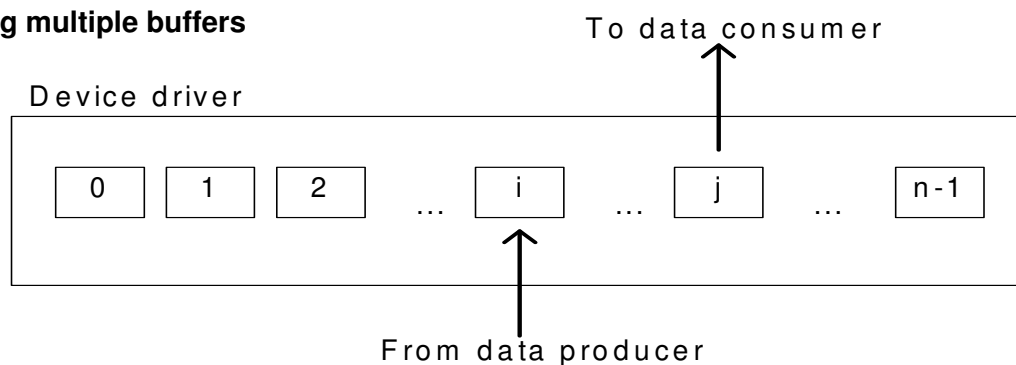 g multiple buffers
To data consumer
Device driver
0 1 2 ... i ... j ... n-1
From data producer